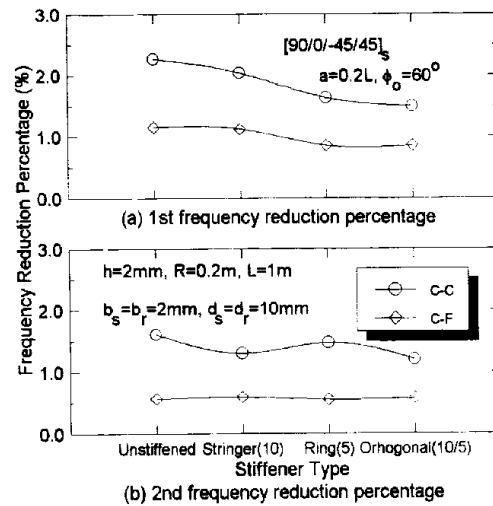 3.0
[90/0/-45/45]s
a=0.2L, ϕo=60°
2.0
1.0
0.0
(a) 1st frequency reduction percentage
Frequency Reduction Percentage (%)
3.0
h=2mm, R=0.2m, L=1m
C-C
bs=br=2mm, ds=dr=10mm
C-F
2.0
1.0
0.0
Unstiffened Stringer(10) Ring(5) Orhogonal(10/5)
Stiffener Type
(b) 2nd frequency reduction percentage